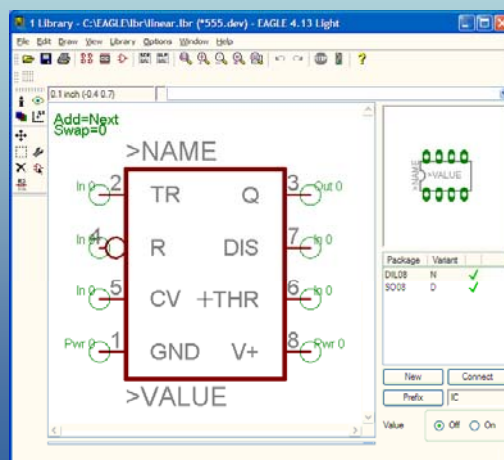 1 Library - C:\EAGLE\lbr\linear.lbr (*555.dev) - EAGLE 4.13 Light
File Edit Draw View Library Options Window Help
0.1 inch (-0.4 0.7)
Add=Next
Swap=0
>NAME
In 0 2 TR Q 3 Out 0
In 4 R DIS 7 In 0
In 0 5 CV +THR 6 In 0
Pwr 0 1 GND V+ 8 Pwr 0
>VALUE
>NAME
>VALUE
Package Variant
DIL08 N
SO08 D
New Connect
Prefix IC
Value Off On